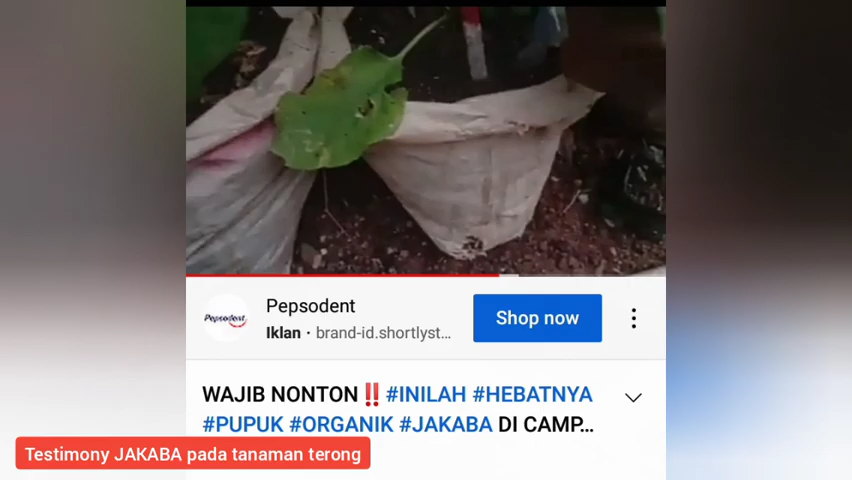 Pepsodent
Pepsodent
Shop now
Iklan · brand-id.shortlyst...
WAJIB NONTON‼️#INILAH #HEBATNYA
#PUPUK #ORGANIK #JAKABA DI CAMP...
Testimony JAKABA pada tanaman terong